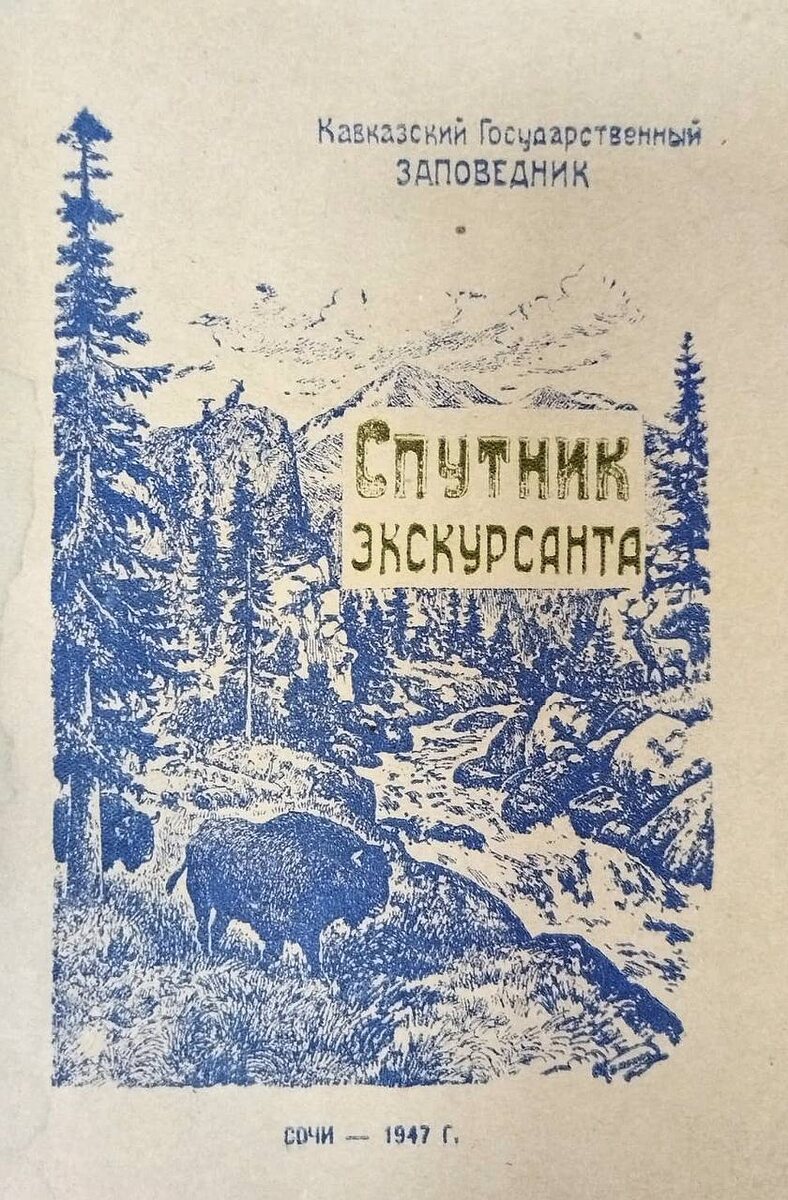 Кавказский Государственный
ЗАПОВЕДНИК
Спутник
экскурсанта
СОЧИ — 1947 Г.